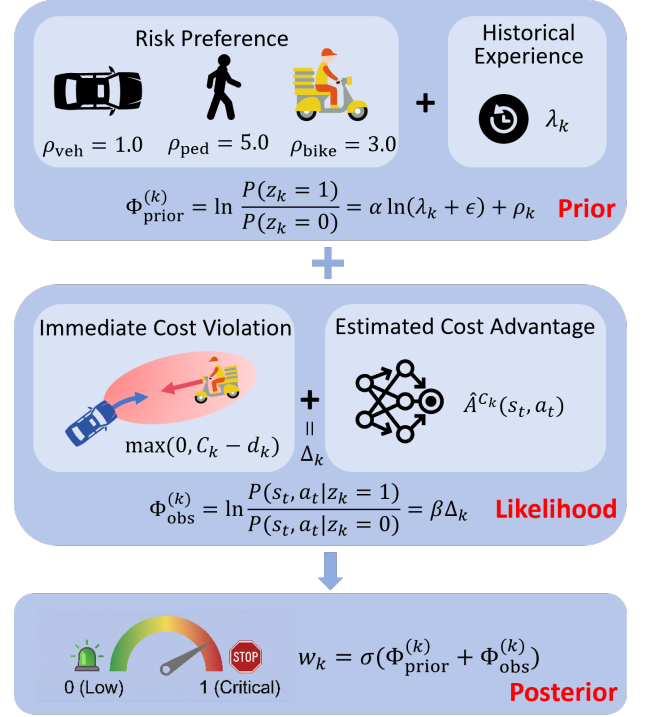 Risk Preference
ρ_veh = 1.0
ρ_ped = 5.0
ρ_bike = 3.0
+
Historical
Experience
λ_k
Φ_prior^(k) = ln P(z_k = 1) / P(z_k = 0) = α ln(λ_k + ϵ) + ρ_k
Prior
+
Immediate Cost Violation
max(0, C_k − d_k)
+
= Δ_k
Estimated Cost Advantage
Â^{C_k}(s_t, a_t)
Φ_obs^(k) = ln P(s_t, a_t|z_k = 1) / P(s_t, a_t|z_k = 0) = βΔ_k
Likelihood
0 (Low)
STOP
1 (Critical)
w_k = σ(Φ_prior^(k) + Φ_obs^(k))
Posterior